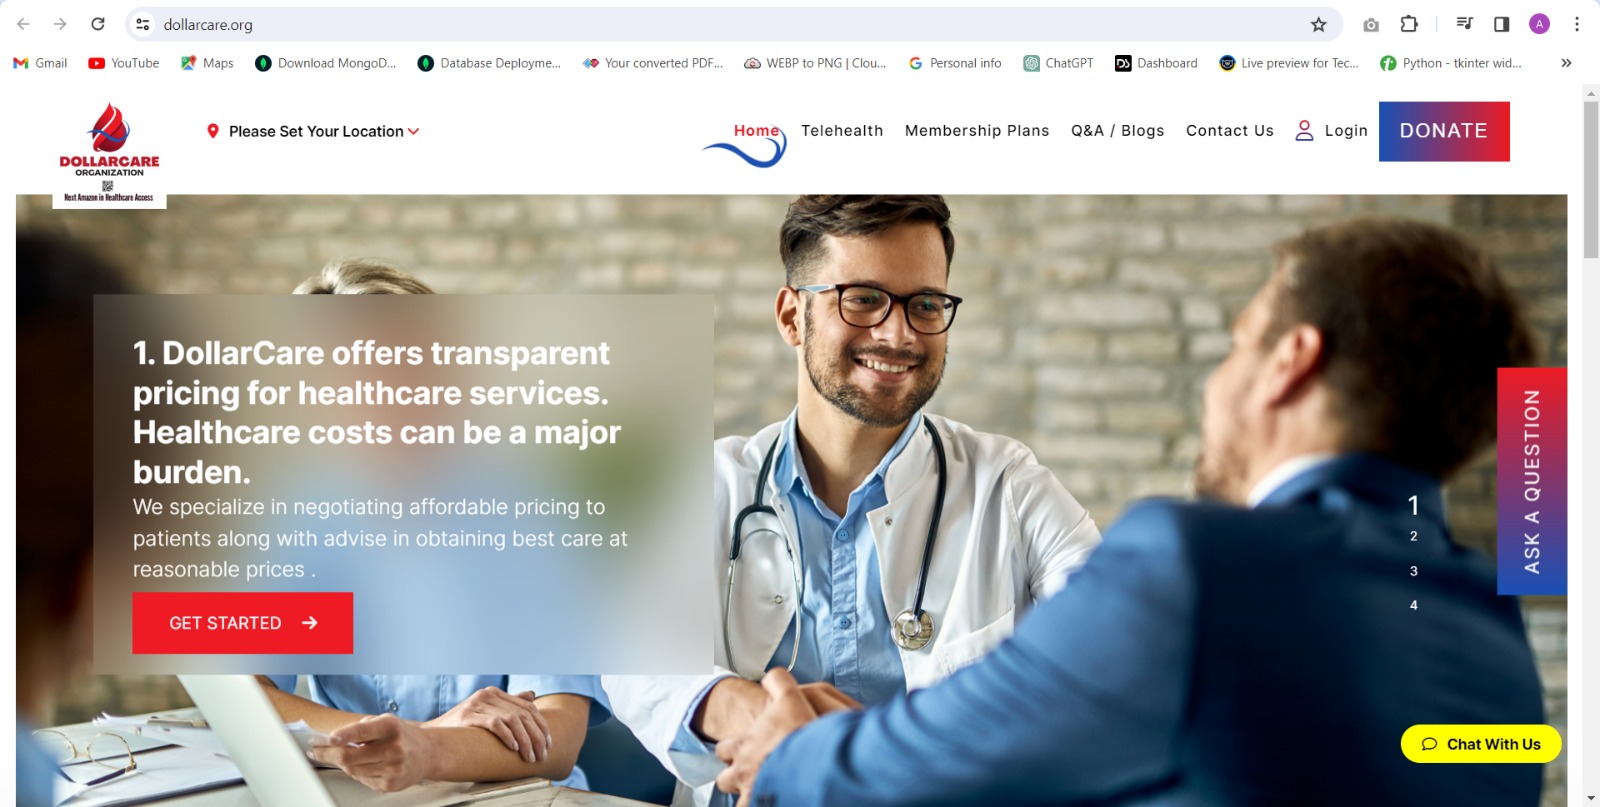 dollarcare.org
A
Gmail
YouTube
Maps
Download MongoD...
Database Deployme...
Your converted PDF...
WEBP to PNG | Clou...
Personal info
ChatGPT
Dashboard
Live preview for Tec...
Python - tkinter wid...
»
DOLLARCARE
ORGANIZATION
Next Amazon in Healthcare Access
Please Set Your Location
Home
Telehealth
Membership Plans
Q&A / Blogs
Contact Us
Login
DONATE
1. DollarCare offers transparent
pricing for healthcare services.
Healthcare costs can be a major
burden.
We specialize in negotiating affordable pricing to
patients along with advise in obtaining best care at
reasonable prices .
GET STARTED
1
2
3
4
ASK A QUESTION
Chat With Us